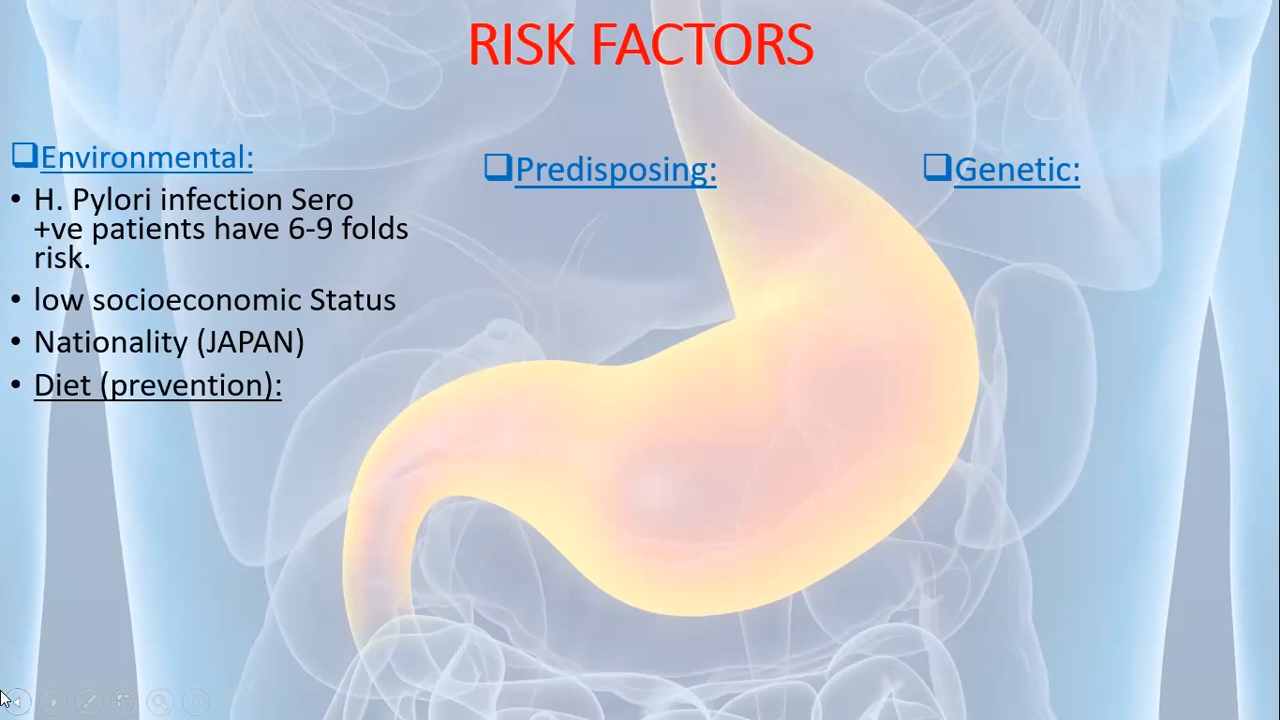 RISK FACTORS
❑Environmental:
• H. Pylori infection Sero
+ve patients have 6-9 folds
risk.
• low socioeconomic Status
• Nationality (JAPAN)
• Diet (prevention):
❑Predisposing:
❑Genetic: